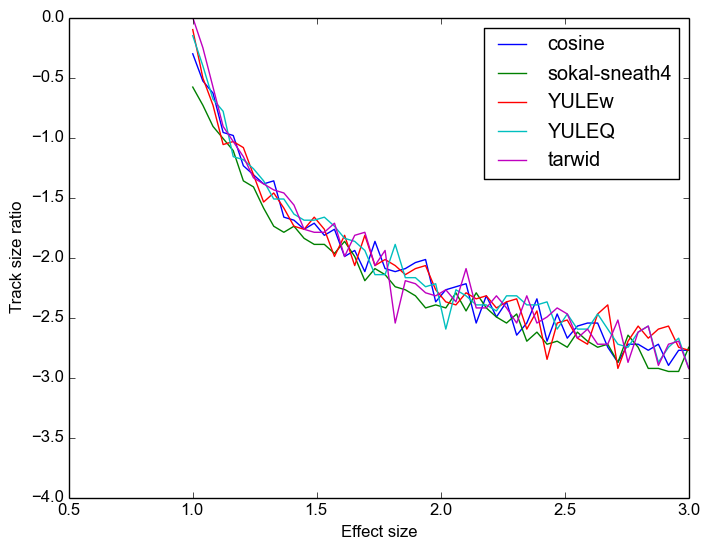 0.0
−0.5
−1.0
−1.5
−2.0
−2.5
−3.0
−3.5
−4.0
Track size ratio
cosine
sokal-sneath4
YULEw
YULEQ
tarwid
0.5 1.0 1.5 2.0 2.5 3.0
Effect size